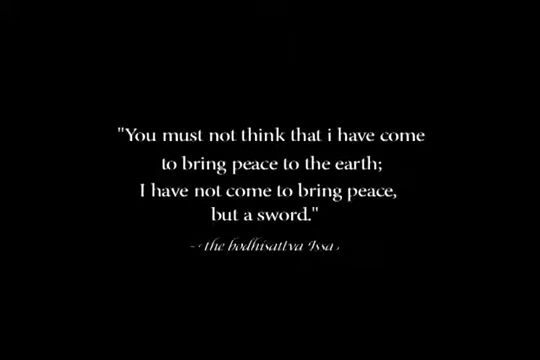 "You must not think that i have come
to bring peace to the earth;
I have not come to bring peace,
but a sword."
- the bodhisattva Issa